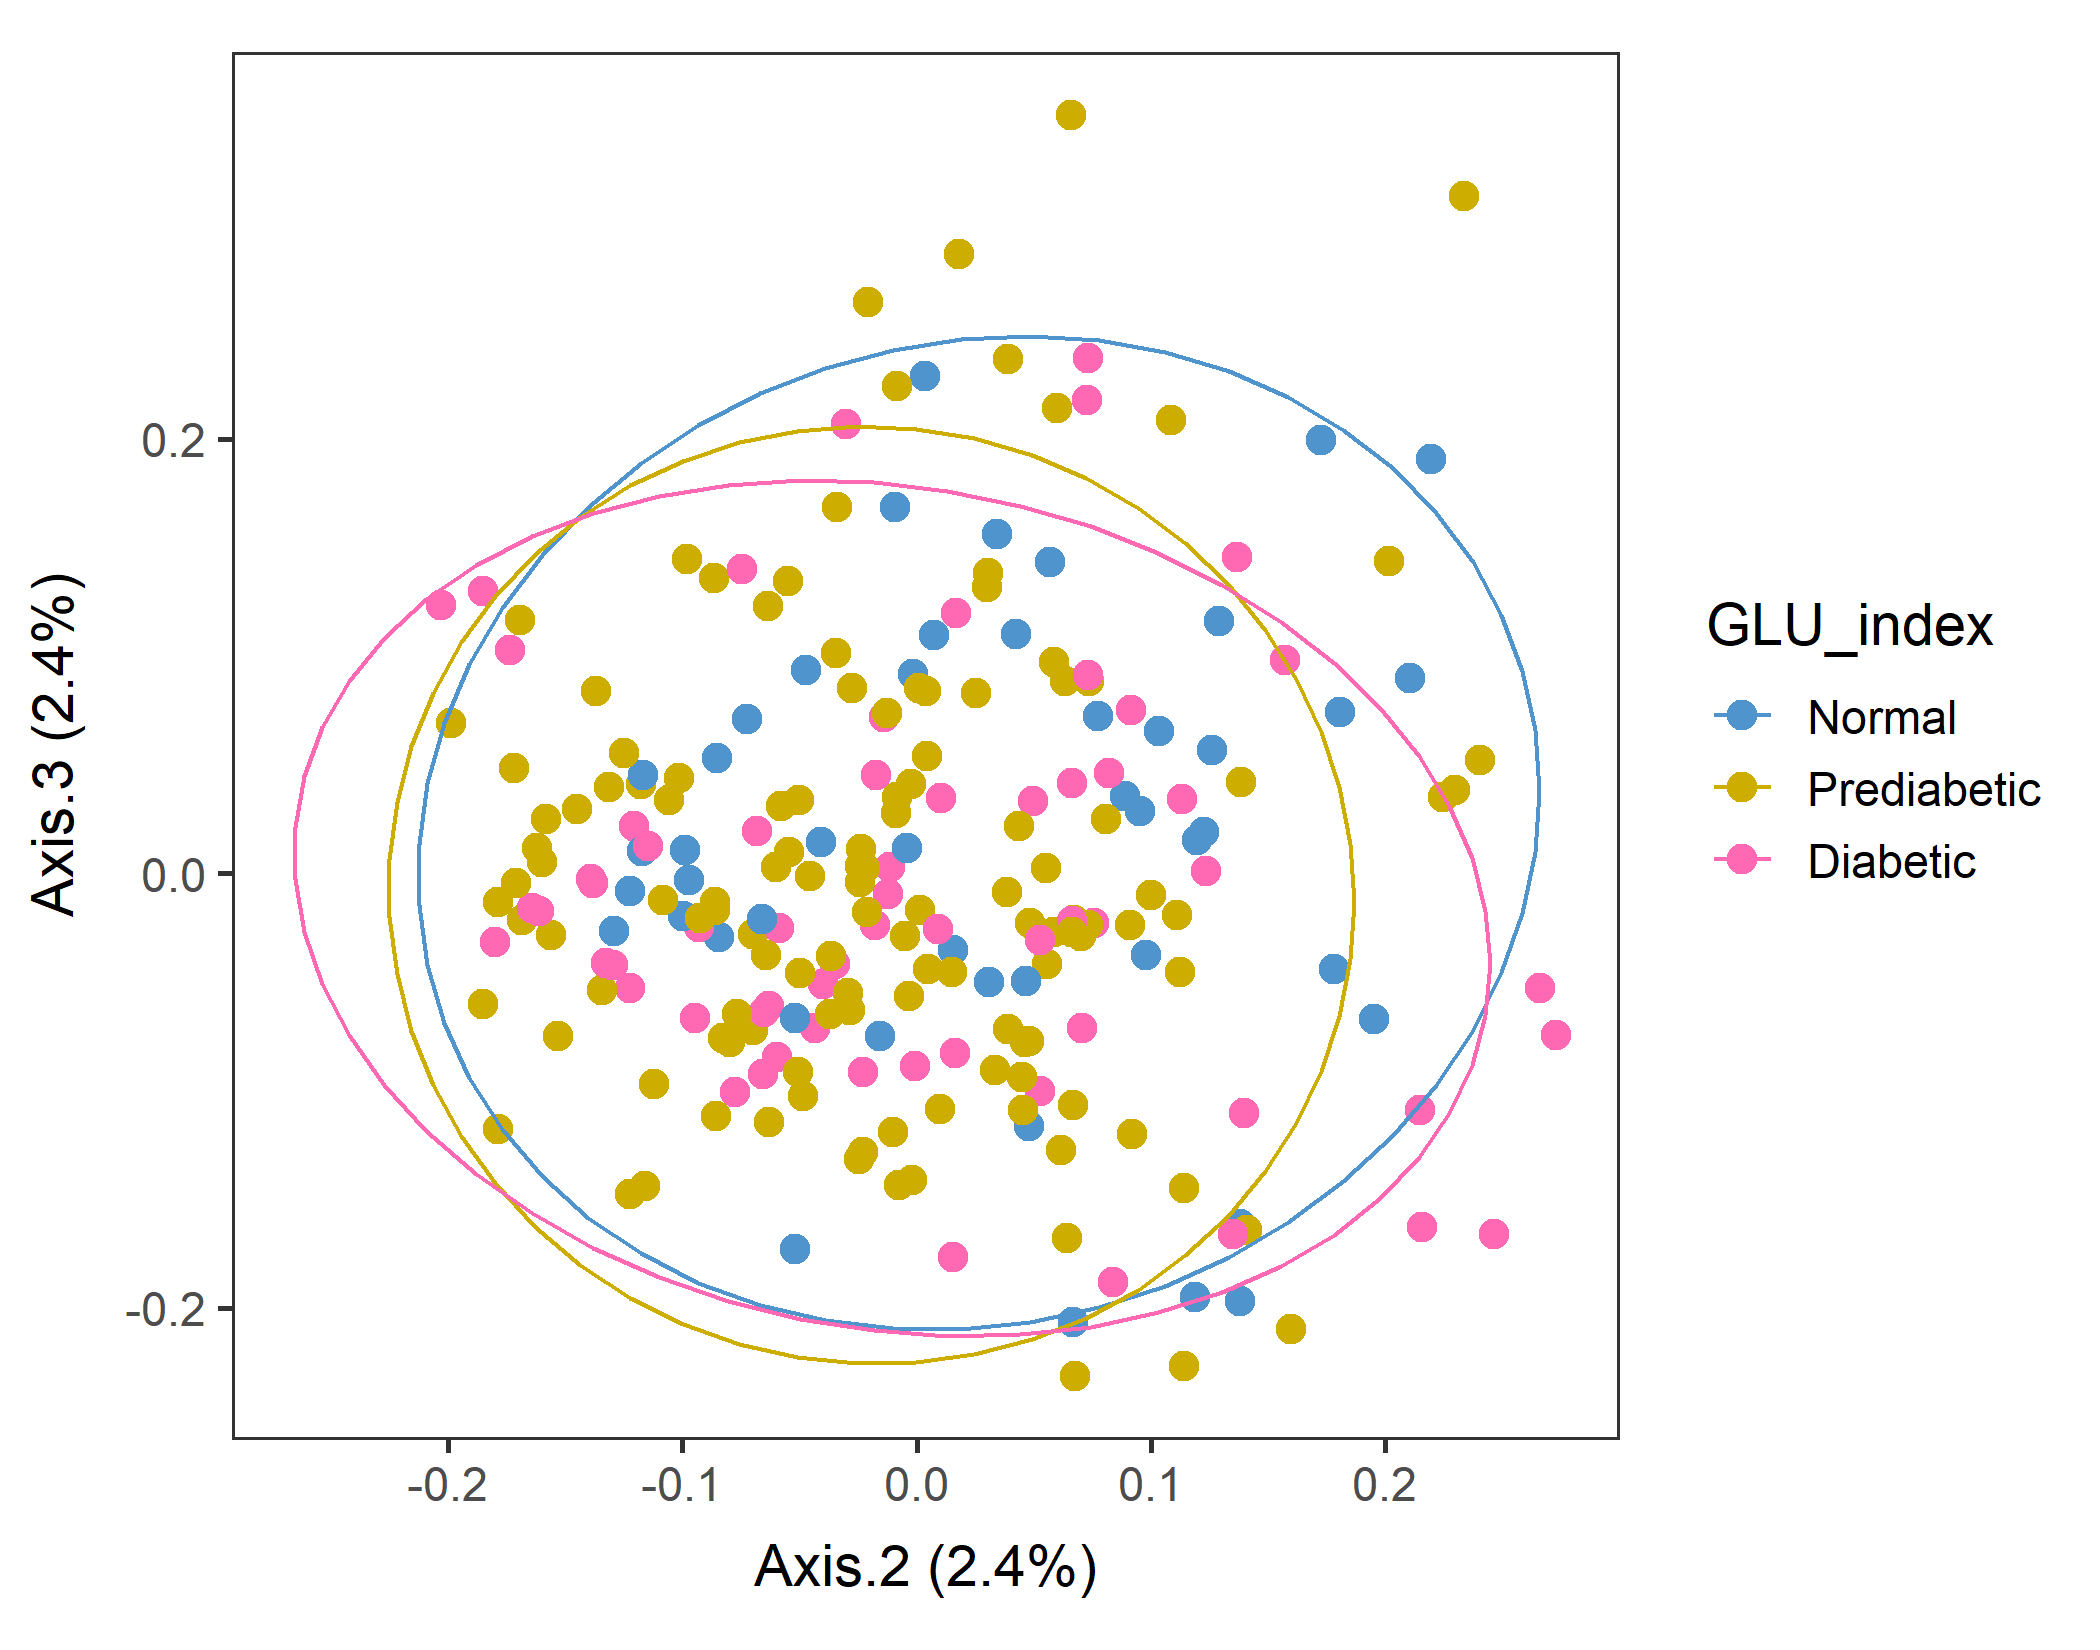 Axis.3 (2.4%)
0.2
0.0
-0.2
-0.2 -0.1 0.0 0.1 0.2
Axis.2 (2.4%)
GLU_index
Normal
Prediabetic
Diabetic